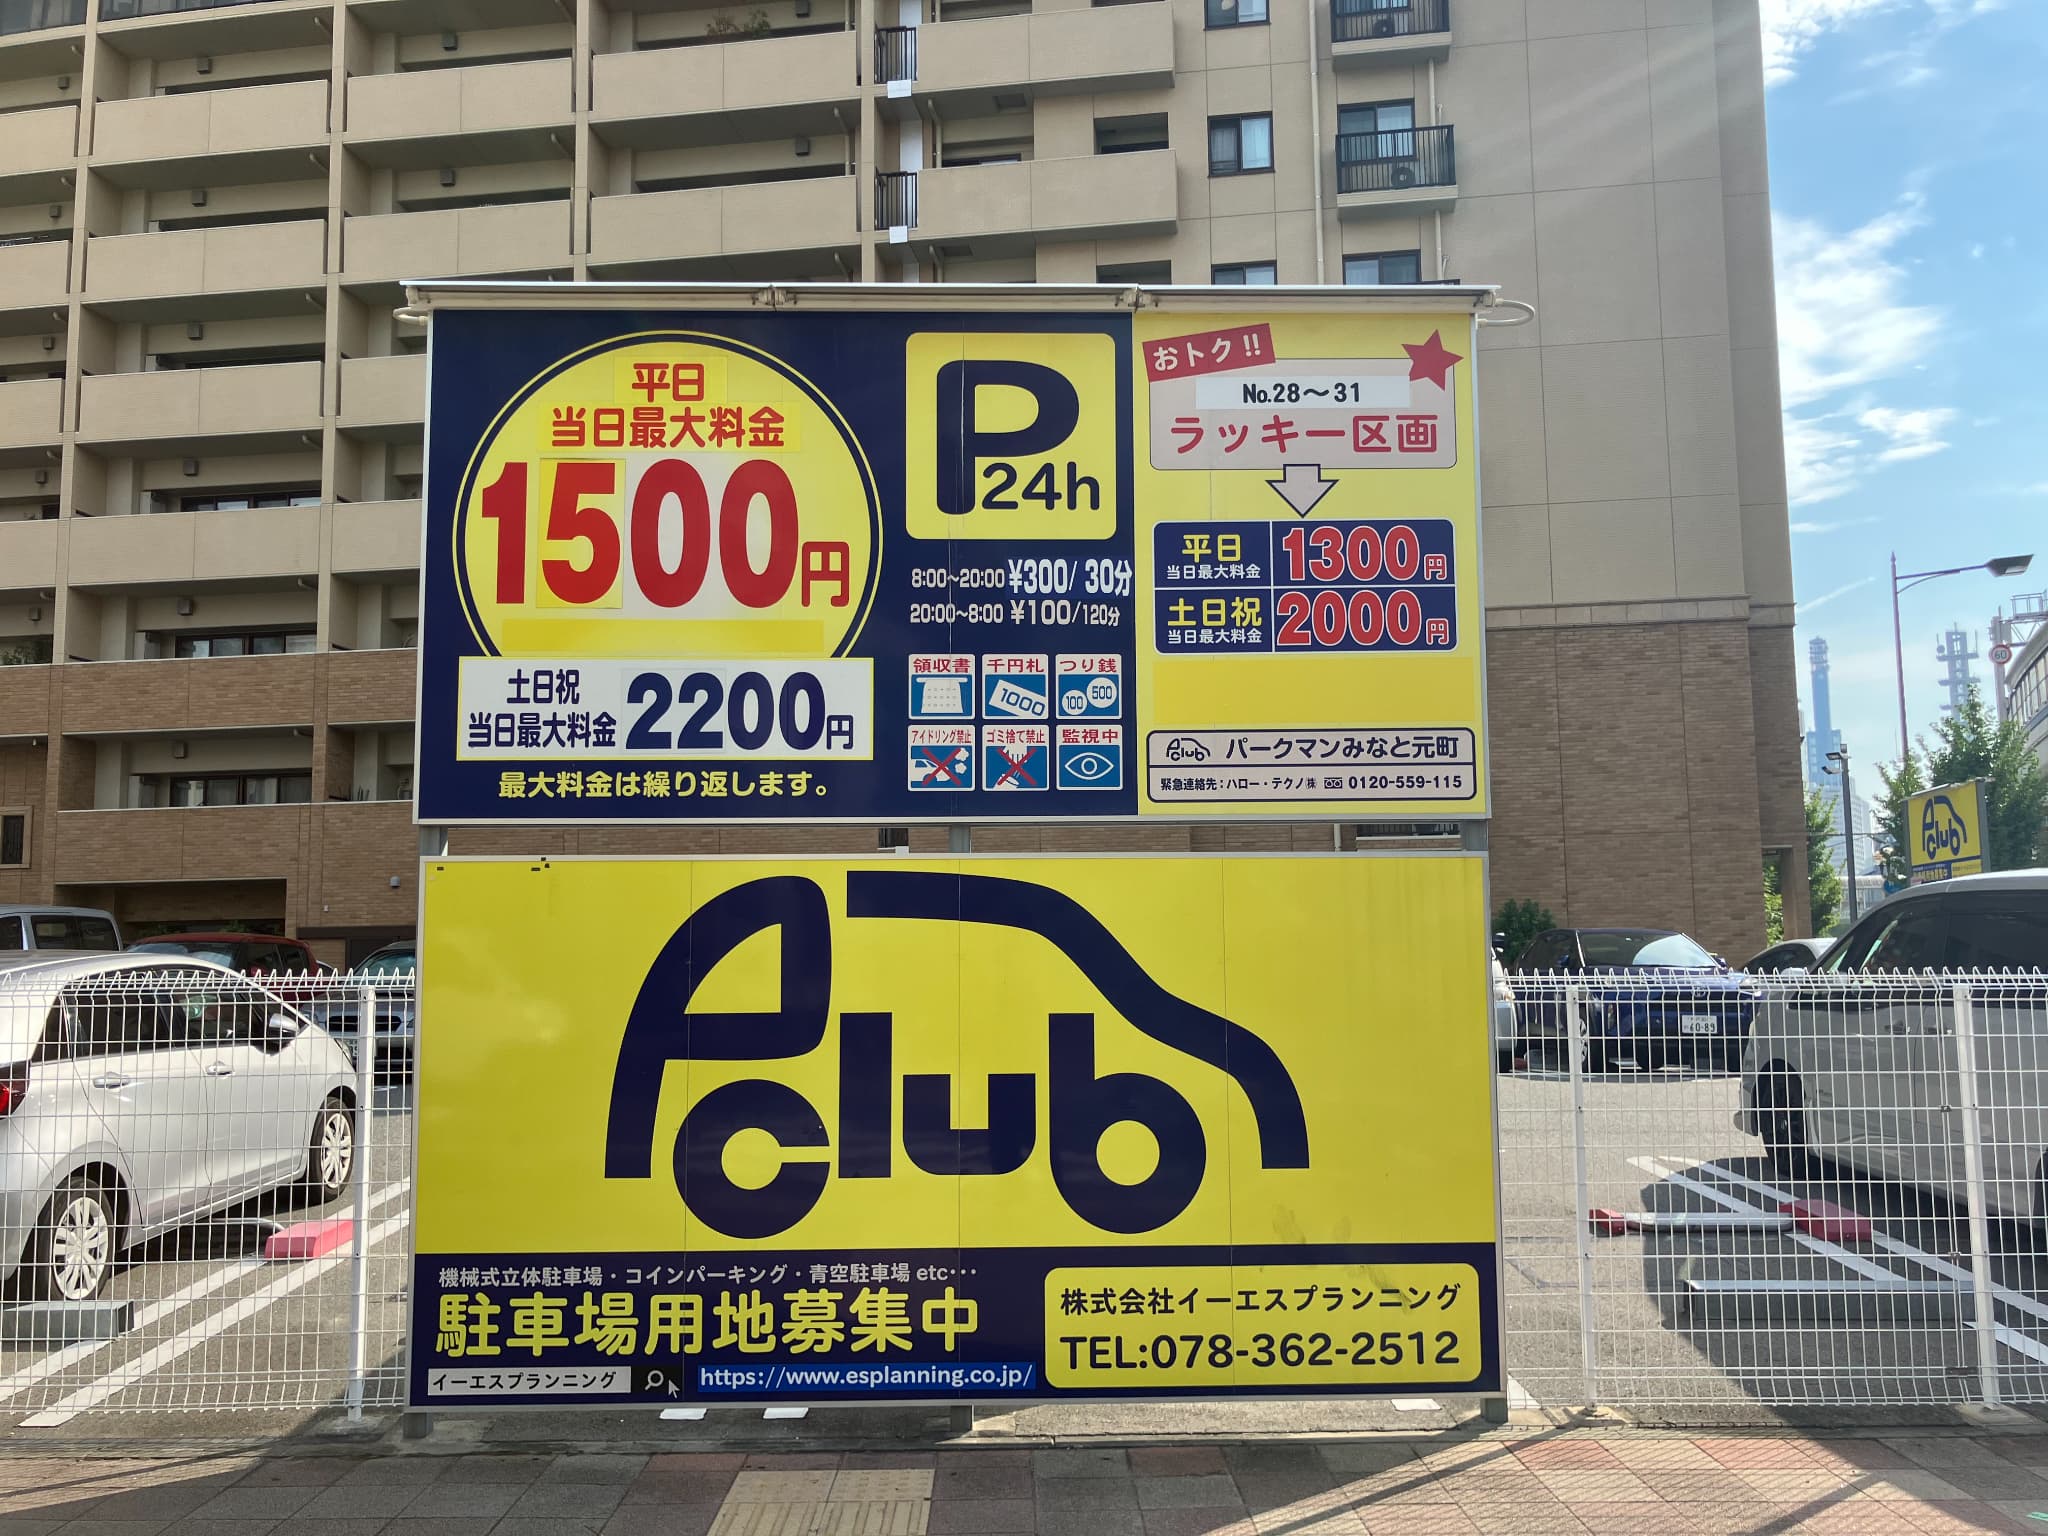 平日
当日最大料金
1500円
土日祝
当日最大料金 2200円
最大料金は繰り返します。
P
24h
8:00～20:00 ¥300/ 30分
20:00～8:00 ¥100/120分
領収書 千円札 つり銭
1000 100 500
アイドリング禁止 ゴミ捨て禁止 監視中
おトク!!
No.28～31
ラッキー区画
平日
当日最大料金 1300円
土日祝
当日最大料金 2000円
Pclub パークマンみなと元町
緊急連絡先：ハロー・テクノ㈱ 0120-559-115
Pclub
機械式立体駐車場・コインパーキング・青空駐車場 etc･･･
駐車場用地募集中
イーエスプランニング
https://www.esplanning.co.jp/
株式会社イーエスプランニング
TEL:078-362-2512
Pclub
60
60-89